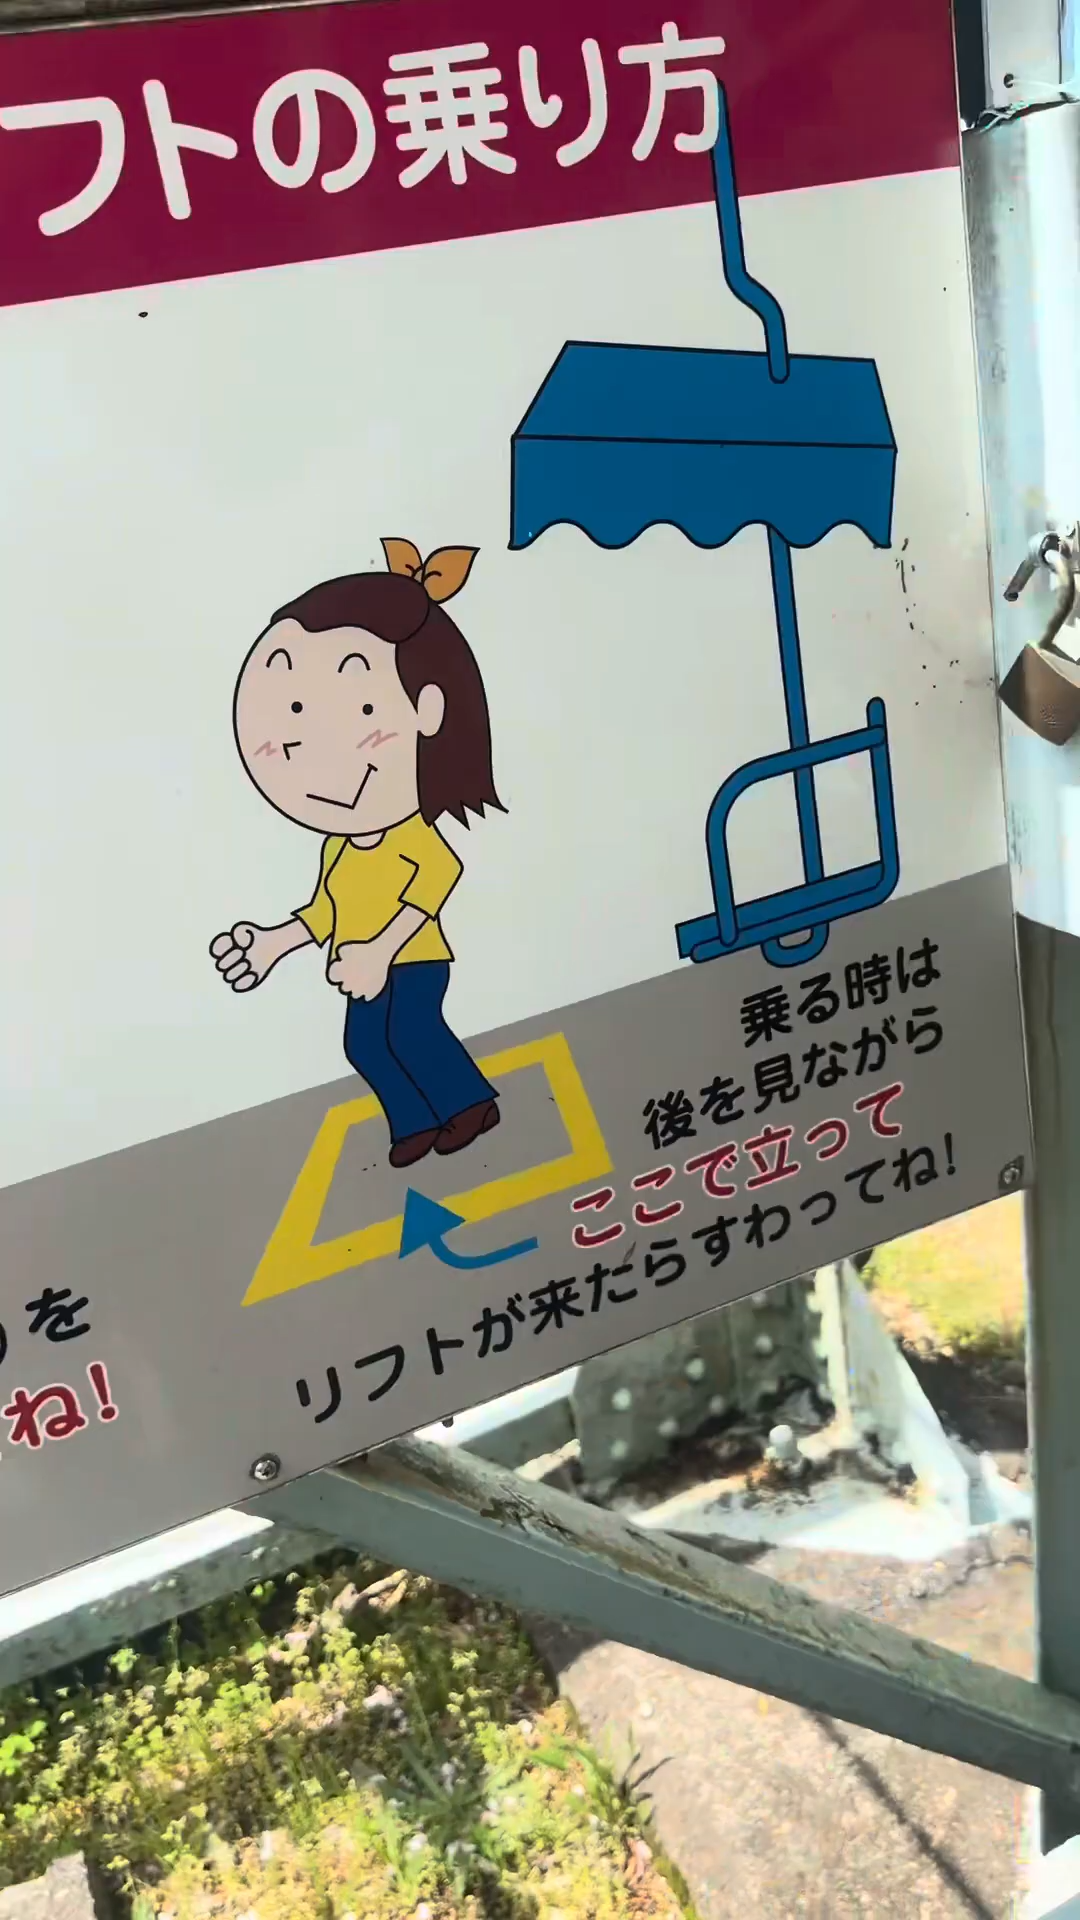 フトの乗り方
乗る時は
後を見ながら
ここで立って
リフトが来たらすわってね!
を
ね!